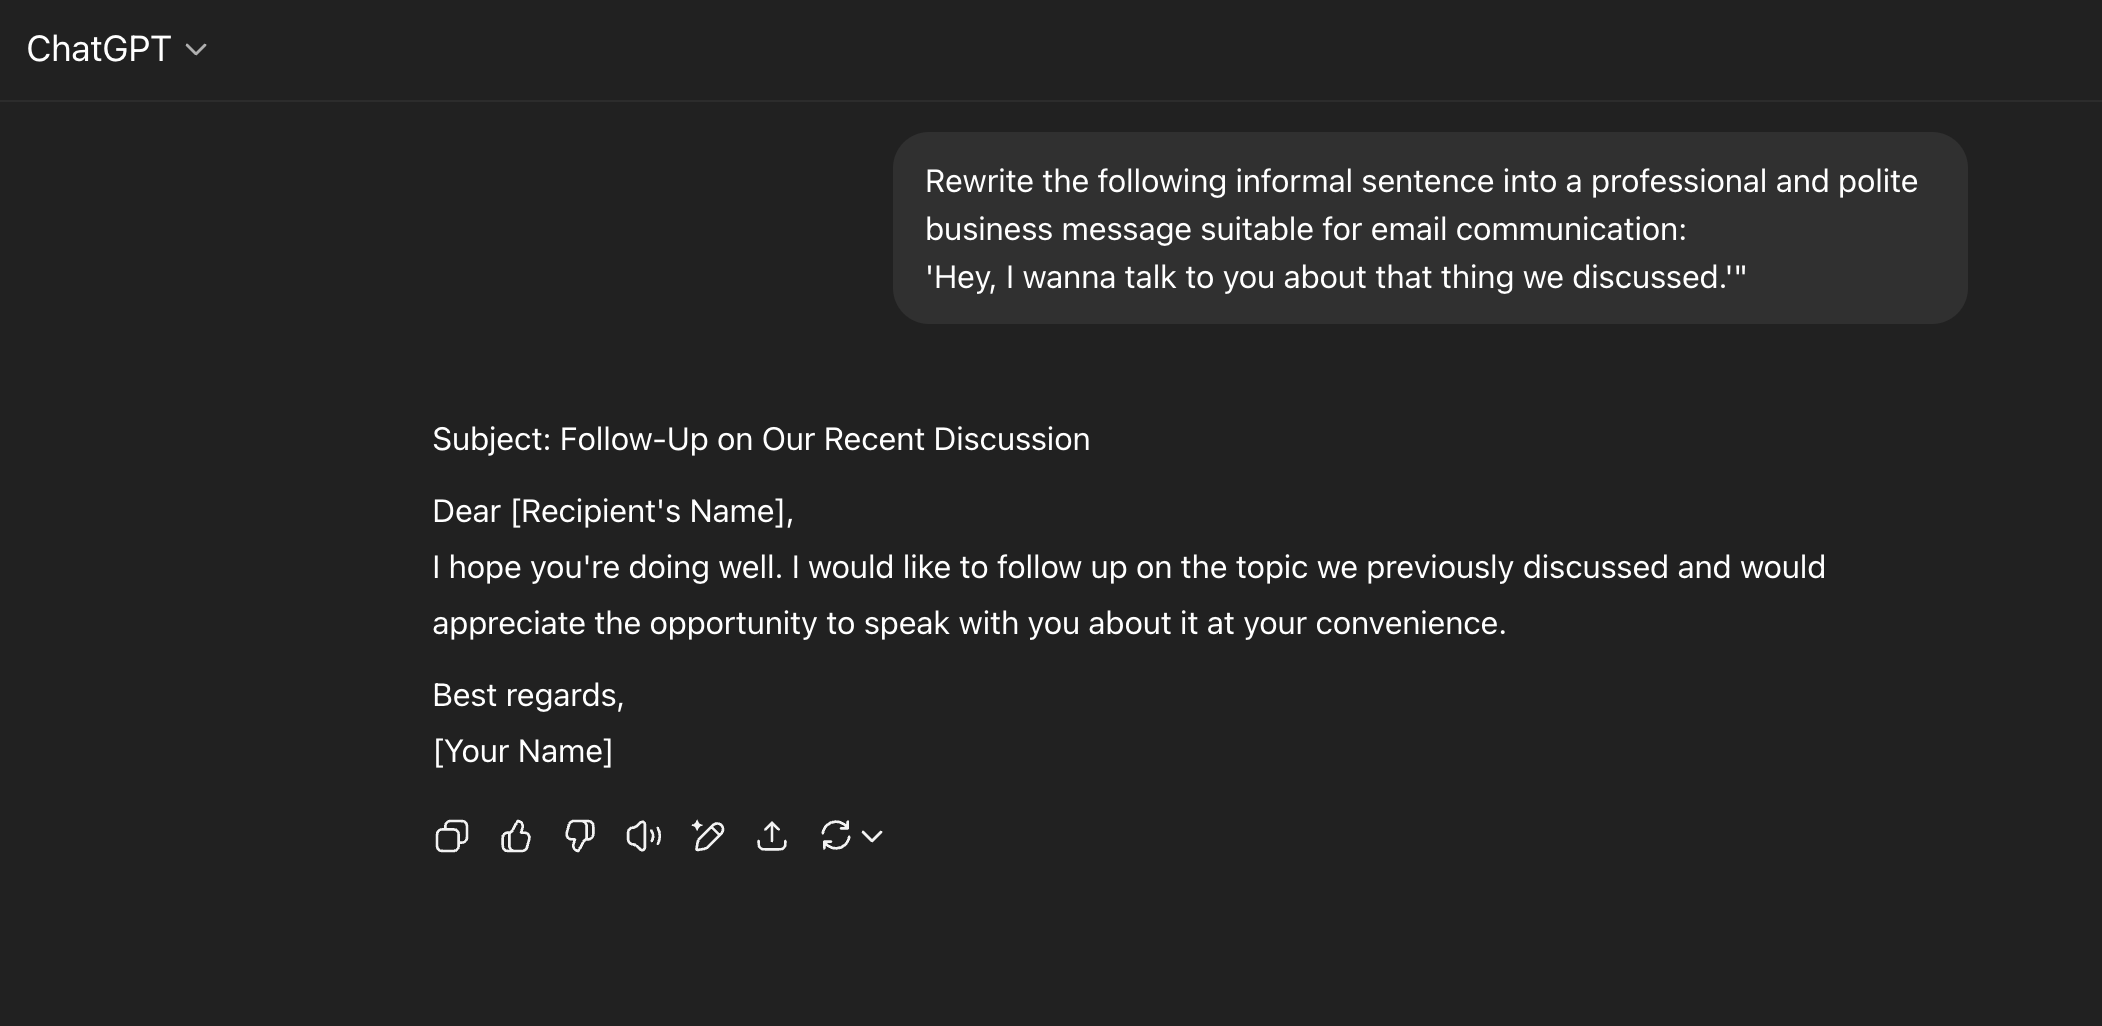 ChatGPT
Rewrite the following informal sentence into a professional and polite
business message suitable for email communication:
'Hey, I wanna talk to you about that thing we discussed.'"
Subject: Follow-Up on Our Recent Discussion
Dear [Recipient's Name],
I hope you're doing well. I would like to follow up on the topic we previously discussed and would
appreciate the opportunity to speak with you about it at your convenience.
Best regards,
[Your Name]